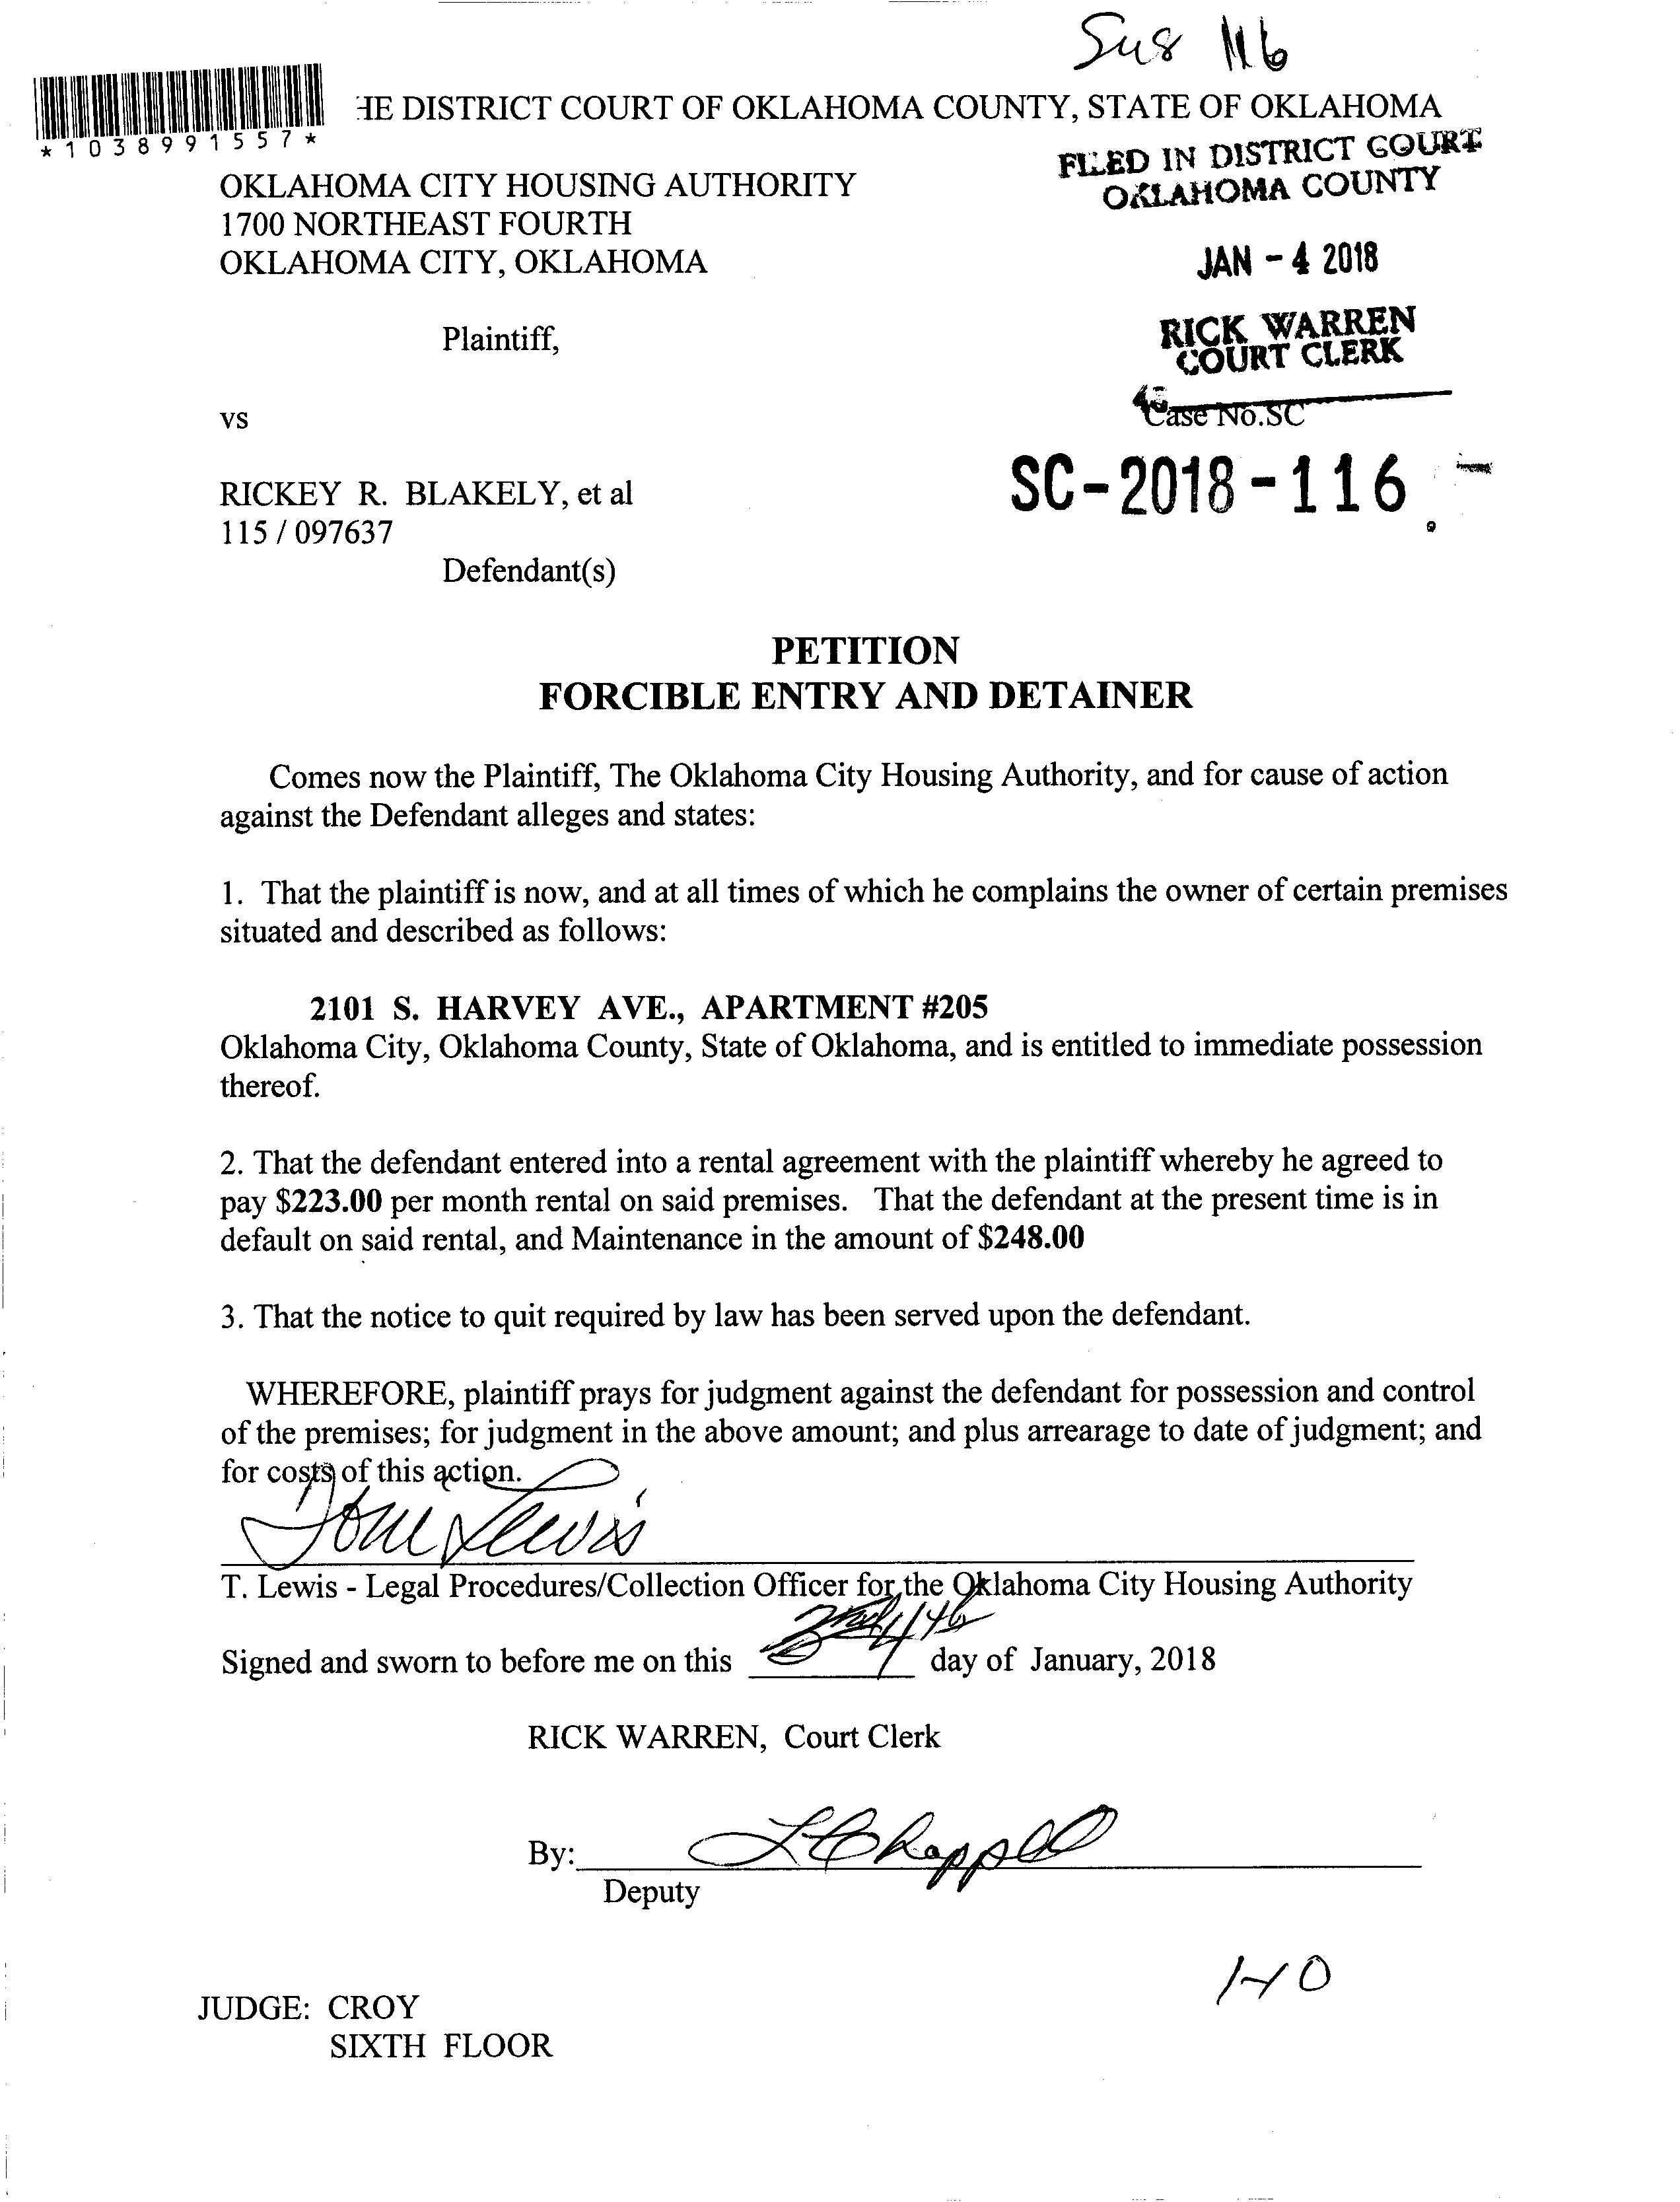 *1038991557*
HE DISTRICT COURT OF OKLAHOMA COUNTY, STATE OF OKLAHOMA
FILED IN DISTRICT COURT
OKLAHOMA COUNTY
OKLAHOMA CITY HOUSING AUTHORITY
1700 NORTHEAST FOURTH
OKLAHOMA CITY, OKLAHOMA
JAN - 4 2018
Plaintiff,
RICK WARREN
COURT CLERK
vs
Case No.SC
RICKEY R. BLAKELY, et al
SC-2018-116
115 / 097637
Defendant(s)
PETITION
FORCIBLE ENTRY AND DETAINER
Comes now the Plaintiff, The Oklahoma City Housing Authority, and for cause of action
against the Defendant alleges and states:
1. That the plaintiff is now, and at all times of which he complains the owner of certain premises
situated and described as follows:
2101 S. HARVEY AVE., APARTMENT #205
Oklahoma City, Oklahoma County, State of Oklahoma, and is entitled to immediate possession
thereof.
2. That the defendant entered into a rental agreement with the plaintiff whereby he agreed to
pay $223.00 per month rental on said premises. That the defendant at the present time is in
default on said rental, and Maintenance in the amount of $248.00
3. That the notice to quit required by law has been served upon the defendant.
WHEREFORE, plaintiff prays for judgment against the defendant for possession and control
of the premises; for judgment in the above amount; and plus arrearage to date of judgment; and
for costs of this action.
T. Lewis - Legal Procedures/Collection Officer for the Oklahoma City Housing Authority
Signed and sworn to before me on this 4th day of January, 2018
RICK WARREN, Court Clerk
By: L Chappell
Deputy
JUDGE: CROY
SIXTH FLOOR